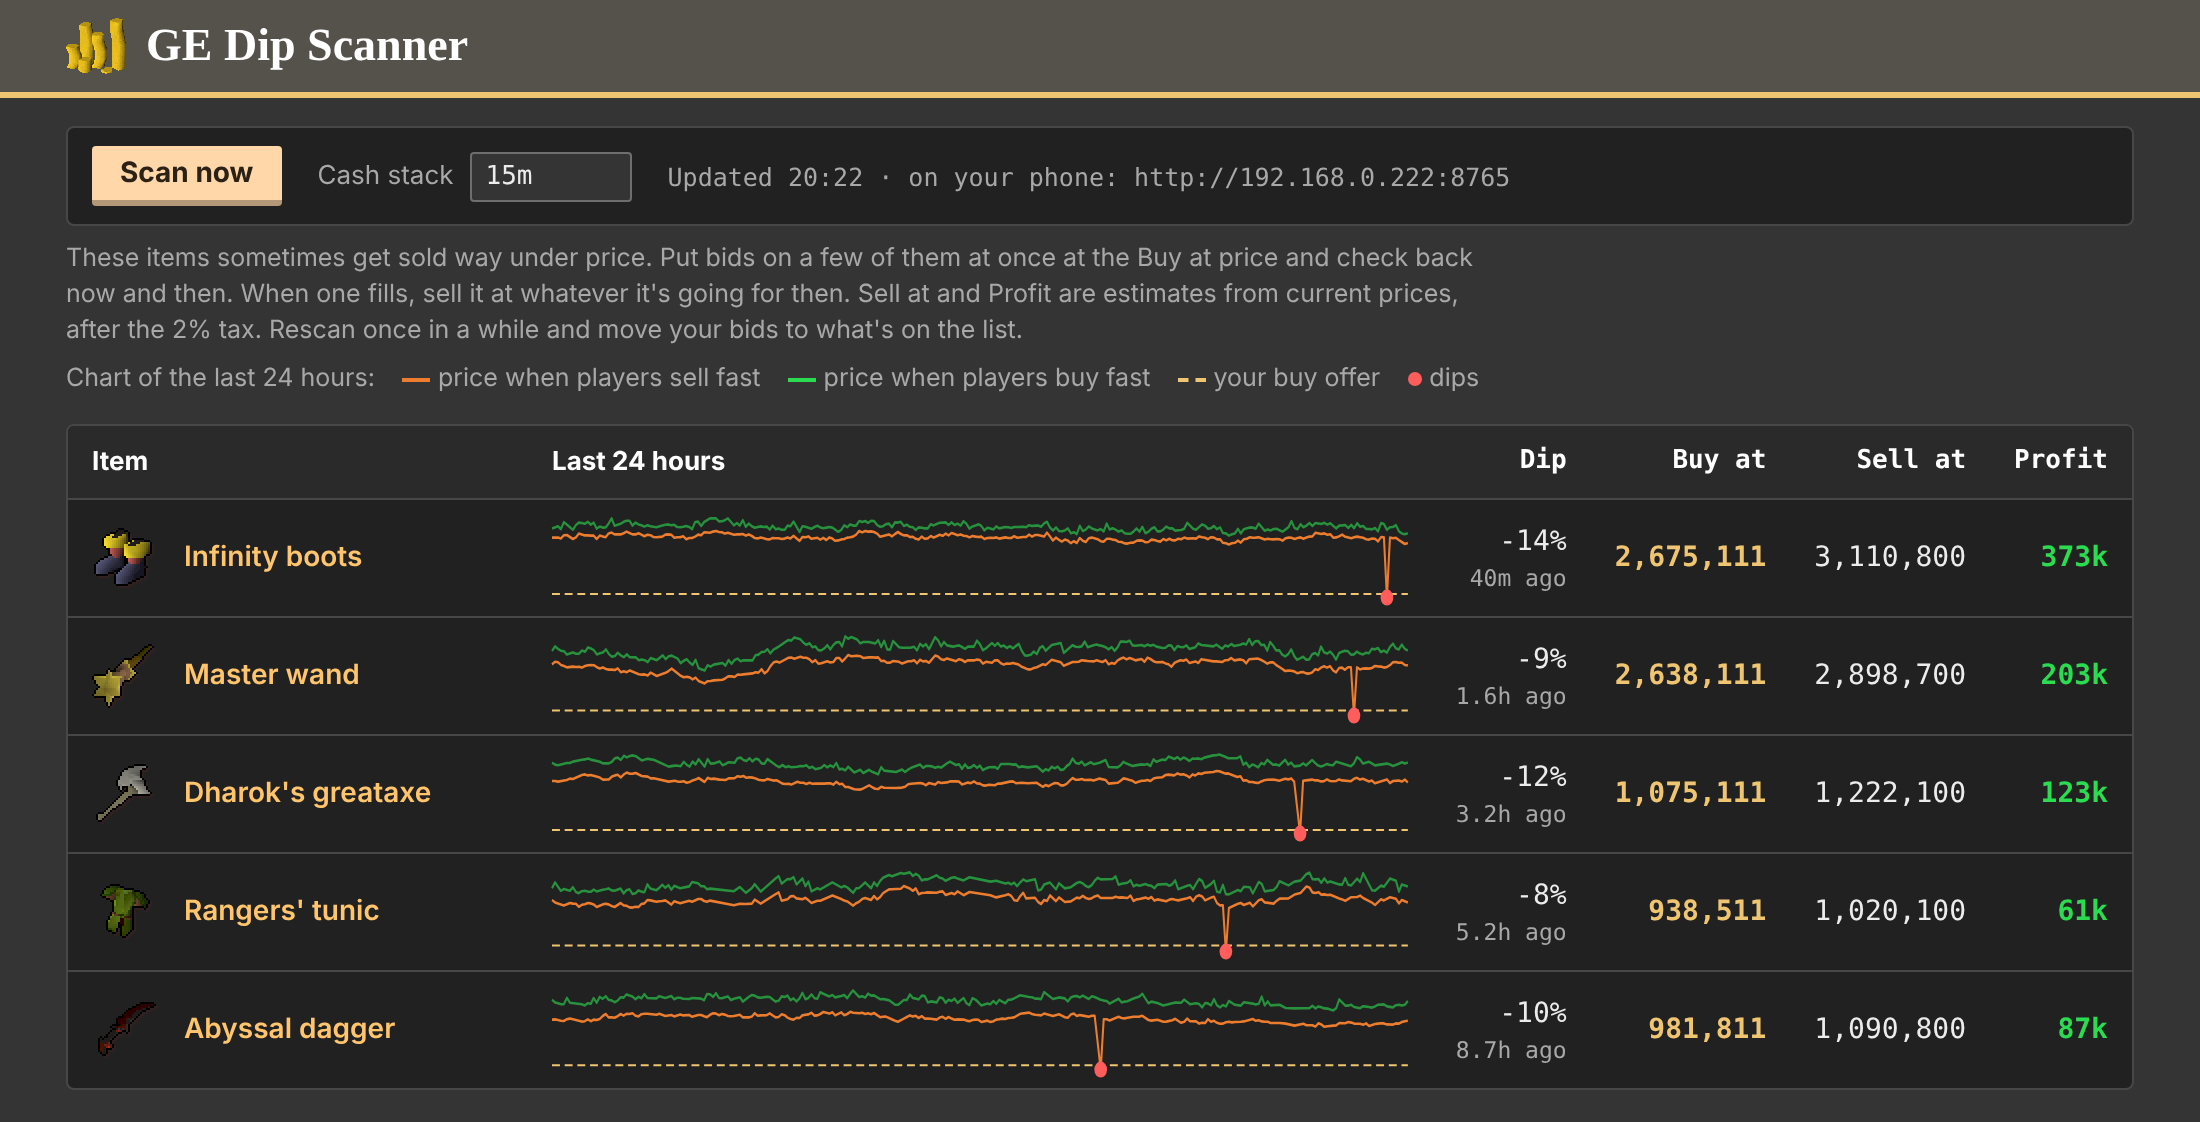 GE Dip Scanner
Scan now Cash stack 15m Updated 20:22 · on your phone: http://192.168.0.222:8765
These items sometimes get sold way under price. Put bids on a few of them at once at the Buy at price and check back
now and then. When one fills, sell it at whatever it's going for then. Sell at and Profit are estimates from current prices,
after the 2% tax. Rescan once in a while and move your bids to what's on the list.
Chart of the last 24 hours: price when players sell fast price when players buy fast your buy offer dips
Item Last 24 hours Dip Buy at Sell at Profit
Infinity boots -14% 2,675,111 3,110,800 373k
40m ago
Master wand -9% 2,638,111 2,898,700 203k
1.6h ago
Dharok's greataxe -12% 1,075,111 1,222,100 123k
3.2h ago
Rangers' tunic -8% 938,511 1,020,100 61k
5.2h ago
Abyssal dagger -10% 981,811 1,090,800 87k
8.7h ago